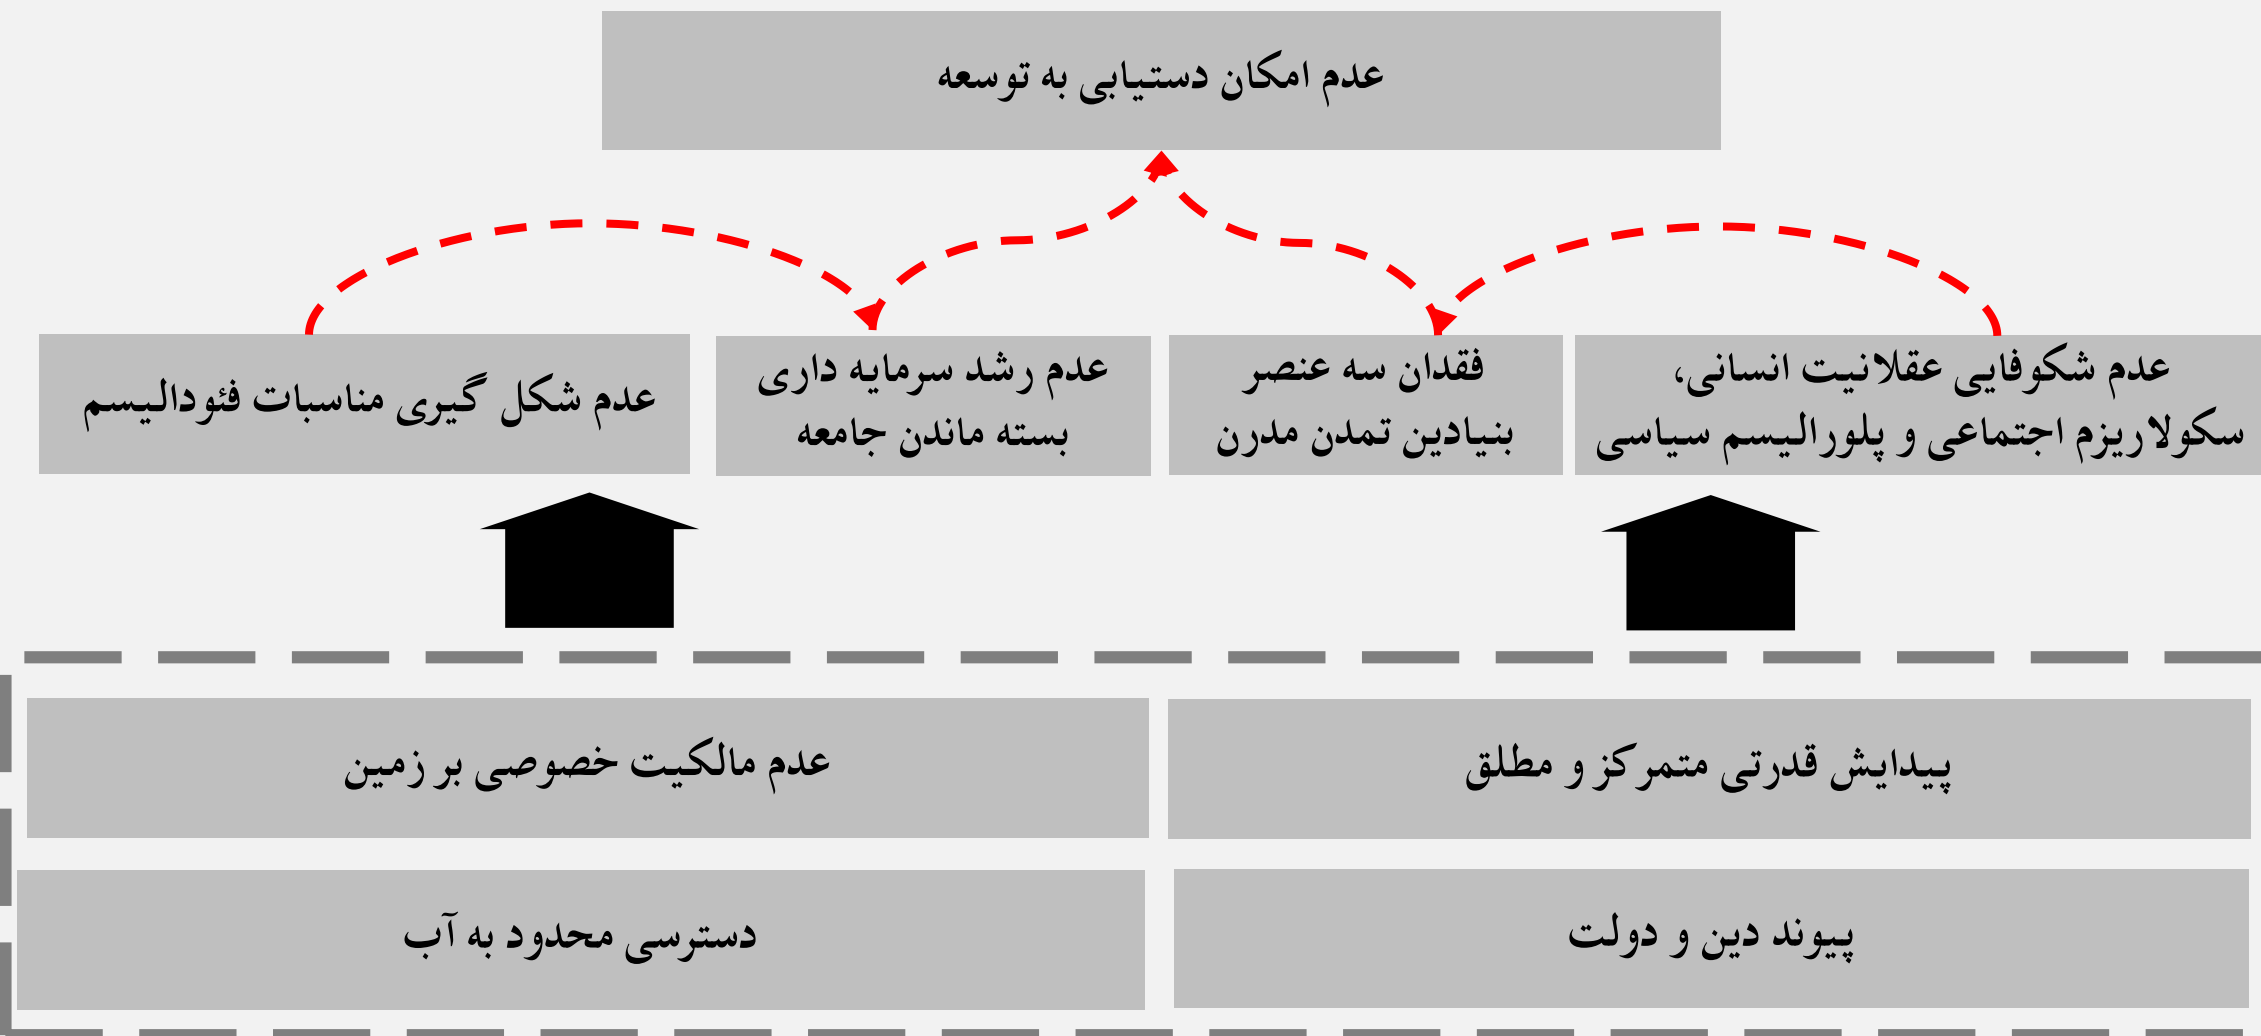 عدم امکان دستیابی به توسعه
عدم شکوفایی عقلانیت انسانی،
سکولاریزم اجتماعی و پلورالیسم سیاسی
فقدان سه عنصر
بنیادین تمدن مدرن
عدم رشد سرمایه داری
بسته ماندن جامعه
عدم شکل گیری مناسبات فئودالیسم
پیدایش قدرتی متمرکز و مطلق
عدم مالکیت خصوصی بر زمین
پیوند دین و دولت
دسترسی محدود به آب